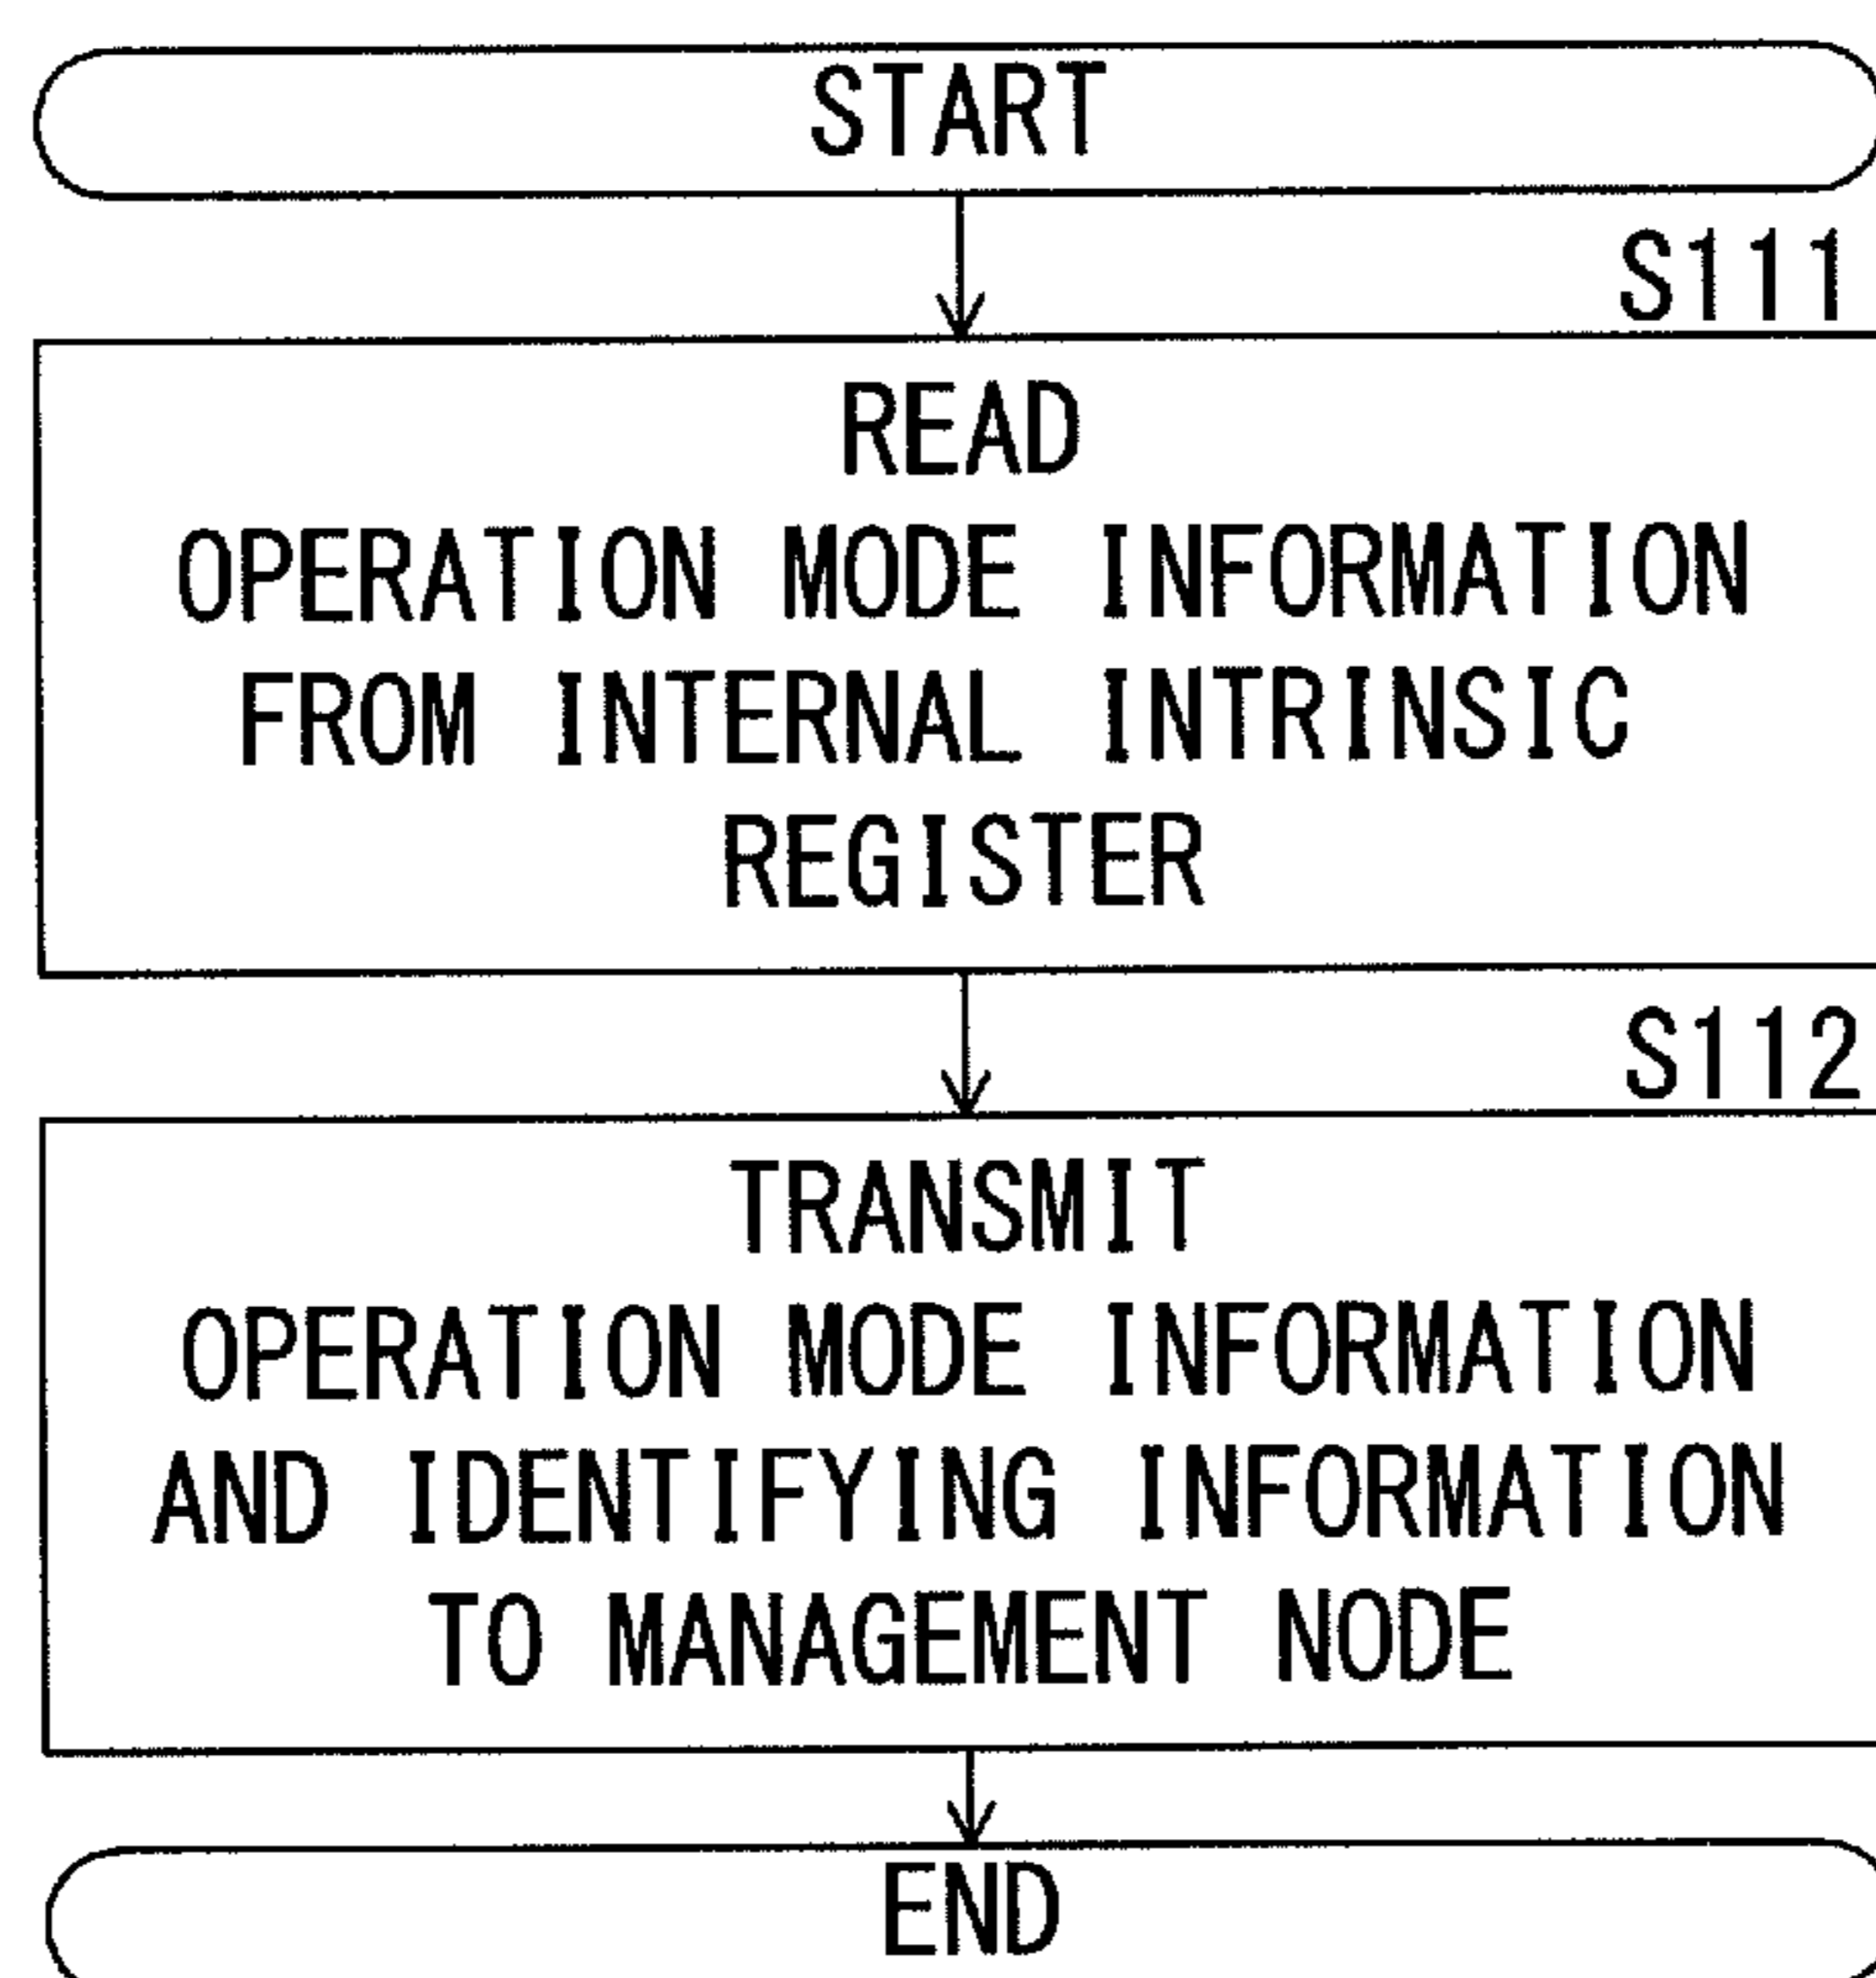 START
S111
READ
OPERATION MODE INFORMATION
FROM INTERNAL INTRINSIC
REGISTER
S112
TRANSMIT
OPERATION MODE INFORMATION
AND IDENTIFYING INFORMATION
TO MANAGEMENT NODE
END